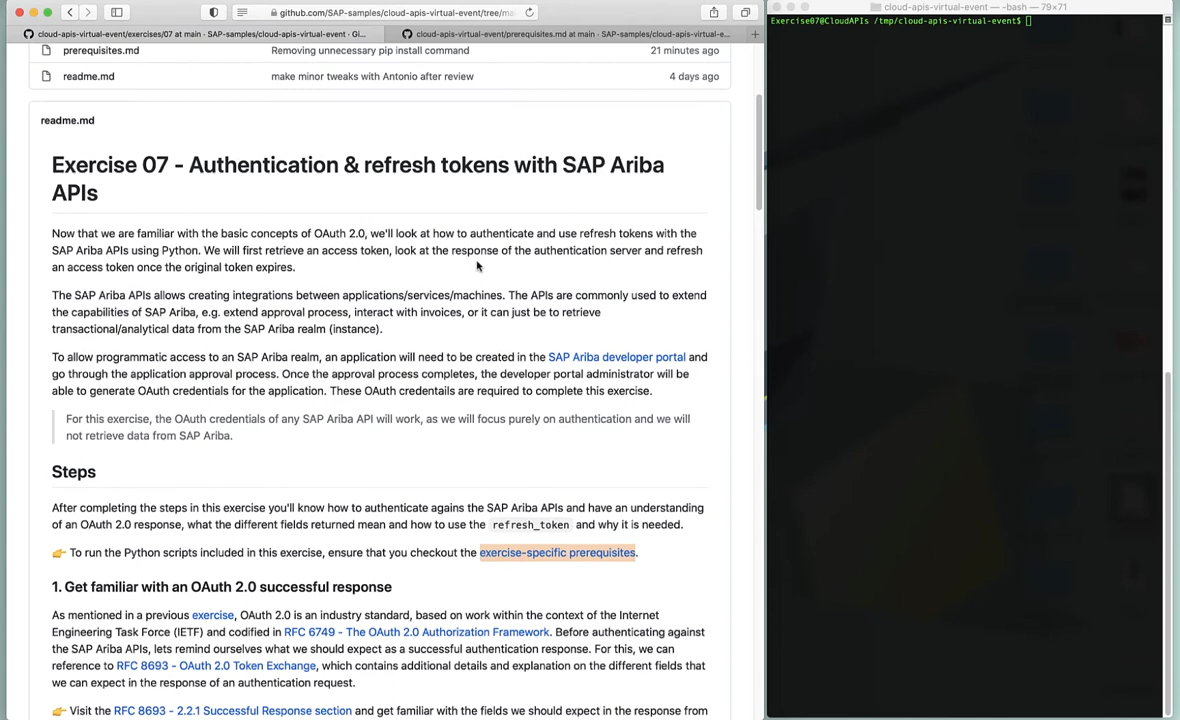 github.com/SAP-samples/cloud-apis-virtual-event/tree/ma
cloud-apis-virtual-event/exercises/07 at main · SAP-samples/cloud-apis-virtual-event · Gi...
cloud-apis-virtual-event/prerequisites.md at main · SAP-samples/cloud-apis-virtual-e...
prerequisites.md Removing unnecessary pip install command 21 minutes ago
readme.md make minor tweaks with Antonio after review 4 days ago
readme.md
Exercise 07 - Authentication & refresh tokens with SAP Ariba
APIs
Now that we are familiar with the basic concepts of OAuth 2.0, we'll look at how to authenticate and use refresh tokens with the
SAP Ariba APIs using Python. We will first retrieve an access token, look at the response of the authentication server and refresh
an access token once the original token expires.
The SAP Ariba APIs allows creating integrations between applications/services/machines. The APIs are commonly used to extend
the capabilities of SAP Ariba, e.g. extend approval process, interact with invoices, or it can just be to retrieve
transactional/analytical data from the SAP Ariba realm (instance).
To allow programmatic access to an SAP Ariba realm, an application will need to be created in the SAP Ariba developer portal and
go through the application approval process. Once the approval process completes, the developer portal administrator will be
able to generate OAuth credentials for the application. These OAuth credentails are required to complete this exercise.
For this exercise, the OAuth credentials of any SAP Ariba API will work, as we will focus purely on authentication and we will
not retrieve data from SAP Ariba.
Steps
After completing the steps in this exercise you'll know how to authenticate agains the SAP Ariba APIs and have an understanding
of an OAuth 2.0 response, what the different fields returned mean and how to use the refresh_token and why it is needed.
👉 To run the Python scripts included in this exercise, ensure that you checkout the exercise-specific prerequisites.
1. Get familiar with an OAuth 2.0 successful response
As mentioned in a previous exercise, OAuth 2.0 is an industry standard, based on work within the context of the Internet
Engineering Task Force (IETF) and codified in RFC 6749 - The OAuth 2.0 Authorization Framework. Before authenticating against
the SAP Ariba APIs, lets remind ourselves what we should expect as a successful authentication response. For this, we can
reference to RFC 8693 - OAuth 2.0 Token Exchange, which contains additional details and explanation on the different fields that
we can expect in the response of an authentication request.
👉 Visit the RFC 8693 - 2.2.1 Successful Response section and get familiar with the fields we should expect in the response from
cloud-apis-virtual-event — -bash — 79×71
Exercise07@CloudAPIs /tmp/cloud-apis-virtual-event$